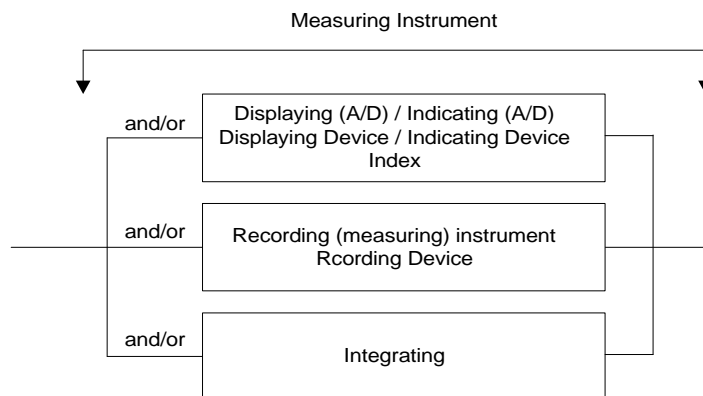 Measuring Instrument
and/or
Displaying (A/D) / Indicating (A/D)
Displaying Device / Indicating Device
Index
and/or
Recording (measuring) instrument
Rcording Device
and/or
Integrating